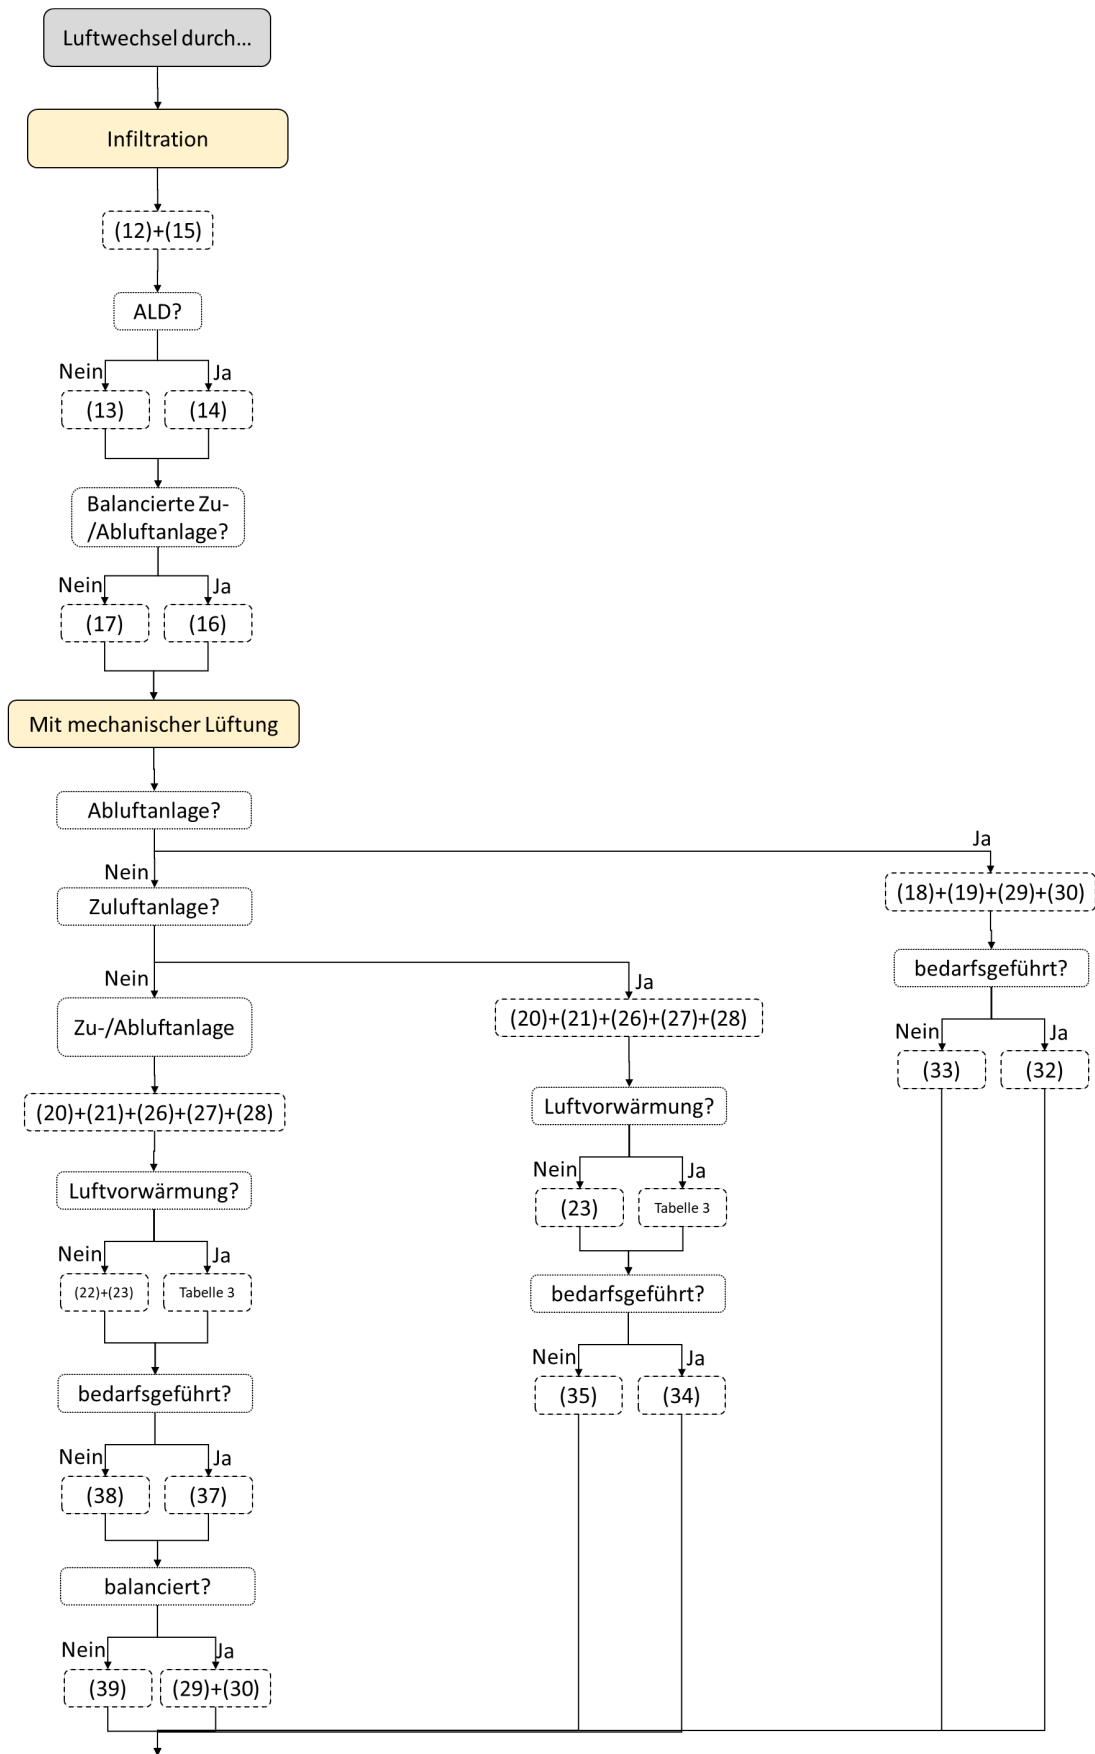 Luftwechsel durch...
Infiltration
(12)+(15)
ALD?
Nein
Ja
(13)
(14)
Balancierte Zu-
/Abluftanlage?
Nein
Ja
(17)
(16)
Mit mechanischer Lüftung
Abluftanlage?
Nein
Ja
Zuluftanlage?
(18)+(19)+(29)+(30)
bedarfsgeführt?
Nein
Ja
(33)
(32)
Nein
Ja
Zu-/Abluftanlage
(20)+(21)+(26)+(27)+(28)
Luftvorwärmung?
Nein
Ja
(23)
Tabelle 3
bedarfsgeführt?
Nein
Ja
(35)
(34)
(20)+(21)+(26)+(27)+(28)
Luftvorwärmung?
Nein
Ja
(22)+(23)
Tabelle 3
bedarfsgeführt?
Nein
Ja
(38)
(37)
balanciert?
Nein
Ja
(39)
(29)+(30)